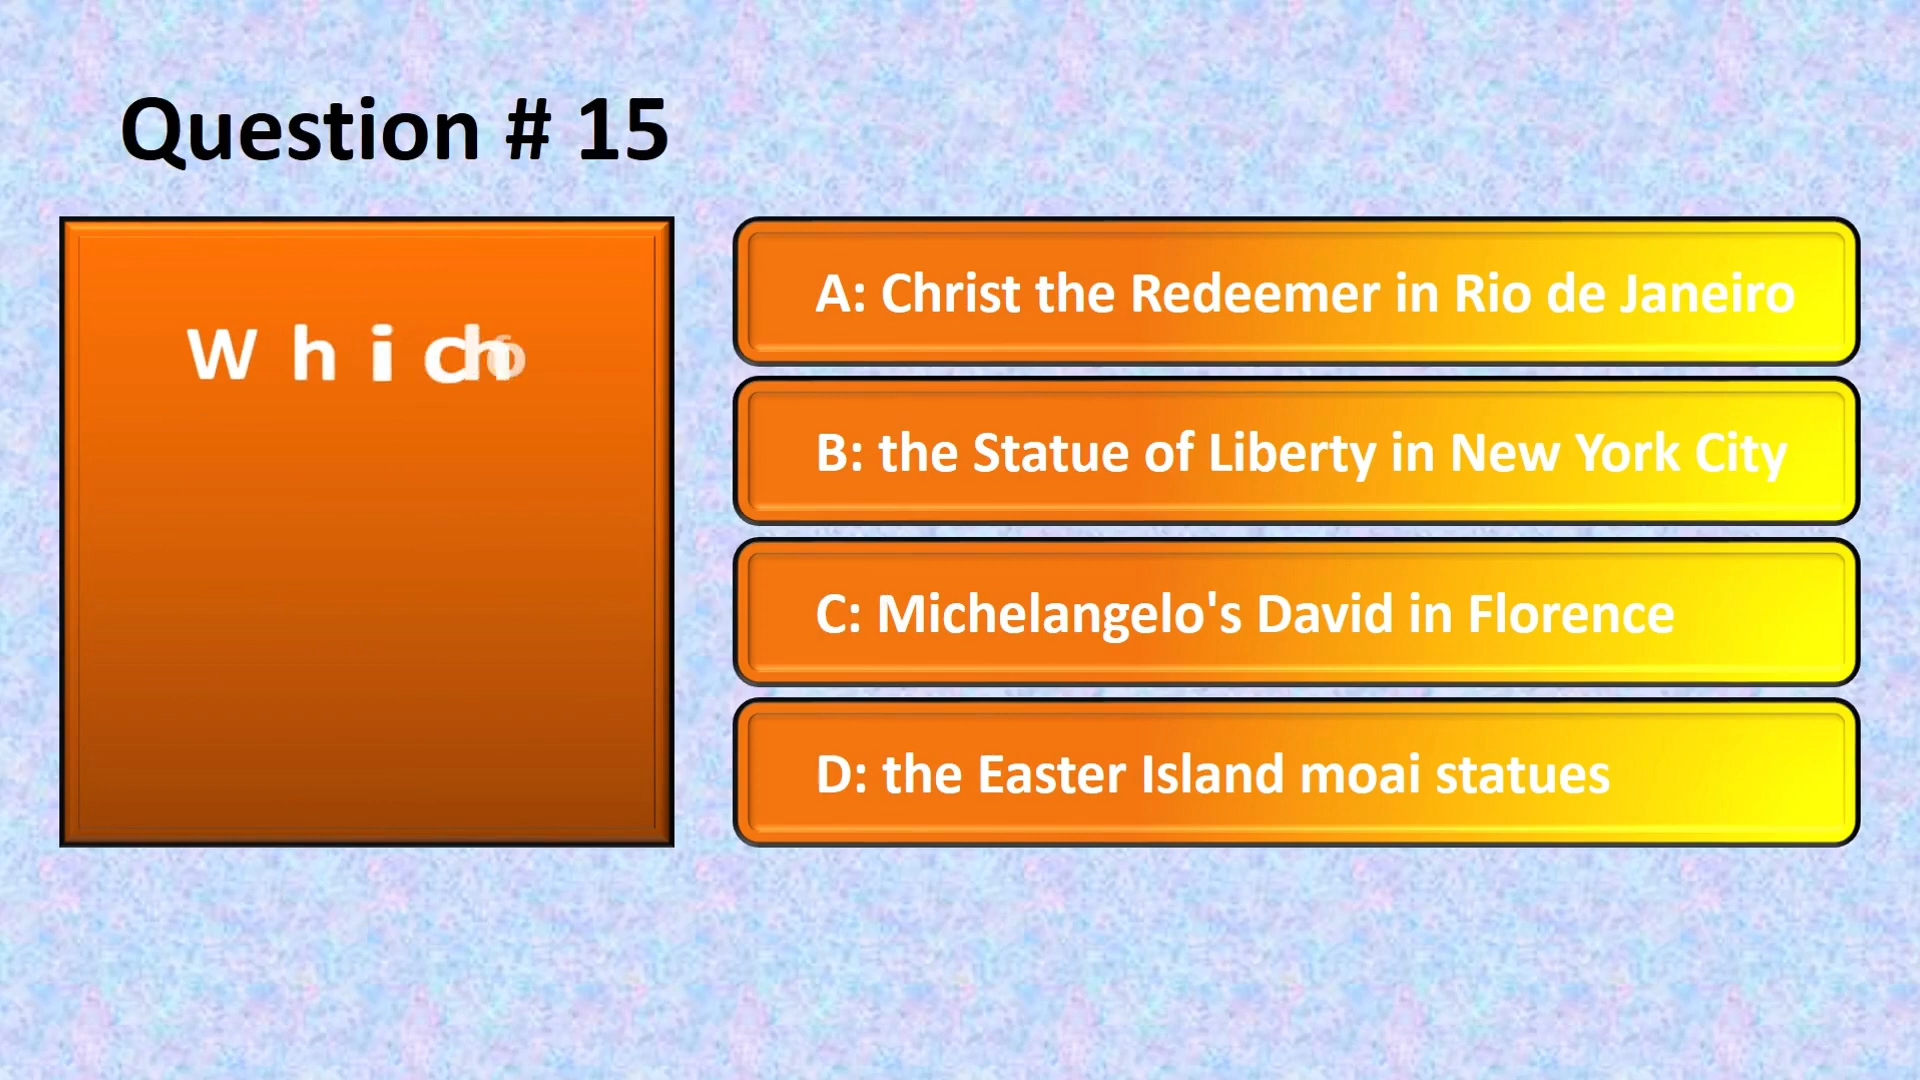 Question # 15
Which
A: Christ the Redeemer in Rio de Janeiro
B: the Statue of Liberty in New York City
C: Michelangelo's David in Florence
D: the Easter Island moai statues